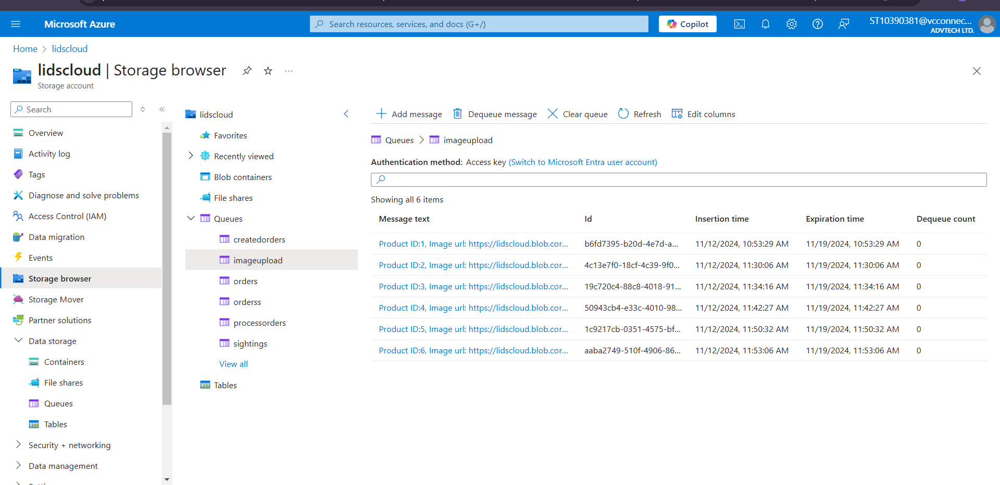 Microsoft Azure
Search resources, services, and docs (G+/)
Copilot
ST10390381@vcconnec...
ADVTECH LTD.
Home > lidscloud
lidscloud | Storage browser
Storage account
Search
Overview
Activity log
Tags
Diagnose and solve problems
Access Control (IAM)
Data migration
Events
Storage browser
Storage Mover
Partner solutions
Data storage
Containers
File shares
Queues
Tables
Security + networking
Data management
lidscloud
Favorites
Recently viewed
Blob containers
File shares
Queues
createdorders
imageupload
orders
orderss
processorders
sightings
View all
Tables
Add message Dequeue message Clear queue Refresh Edit columns
Queues > imageupload
Authentication method: Access key (Switch to Microsoft Entra user account)
Showing all 6 items
Message text Id Insertion time Expiration time Dequeue count
Product ID:1, Image url: https://lidscloud.blob.cor... b6fd7395-b20d-4e7d-a... 11/12/2024, 10:53:29 AM 11/19/2024, 10:53:29 AM 0
Product ID:2, Image url: https://lidscloud.blob.cor... 4c13e7f0-18cf-4c39-9f0... 11/12/2024, 11:30:06 AM 11/19/2024, 11:30:06 AM 0
Product ID:3, Image url: https://lidscloud.blob.cor... 19c720c4-88c8-4018-91... 11/12/2024, 11:34:16 AM 11/19/2024, 11:34:16 AM 0
Product ID:4, Image url: https://lidscloud.blob.cor... 50943cb4-e33c-4010-98... 11/12/2024, 11:42:27 AM 11/19/2024, 11:42:27 AM 0
Product ID:5, Image url: https://lidscloud.blob.cor... 1c9217cb-0351-4575-bf... 11/12/2024, 11:50:32 AM 11/19/2024, 11:50:32 AM 0
Product ID:6, Image url: https://lidscloud.blob.cor... aaba2749-510f-4906-86... 11/12/2024, 11:53:06 AM 11/19/2024, 11:53:06 AM 0